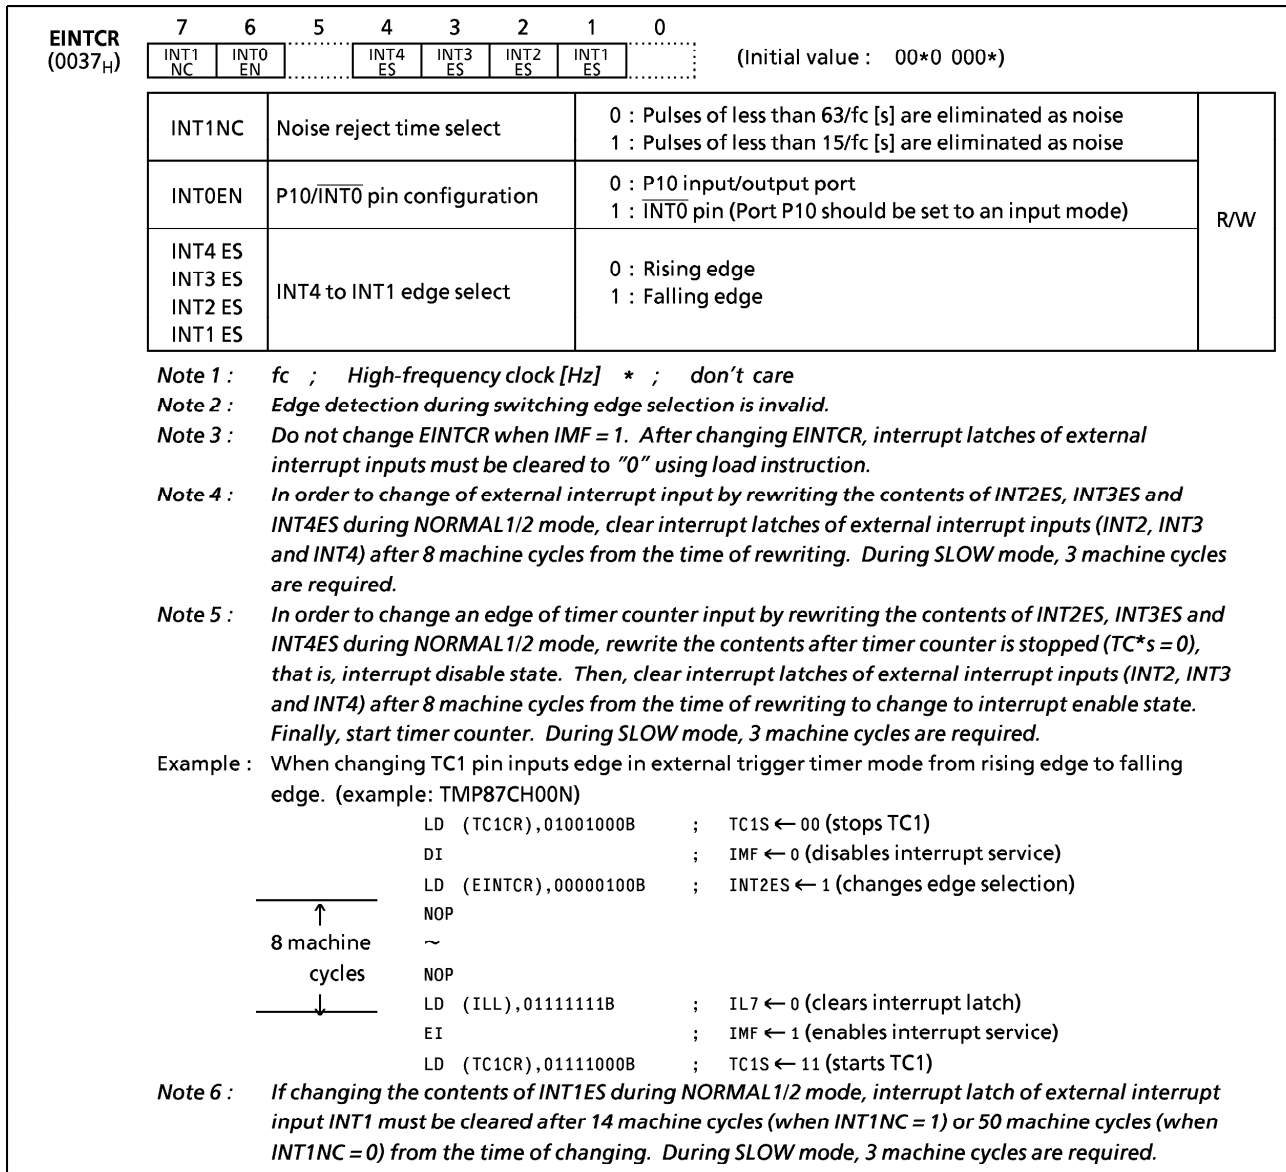 EINTCR
(0037H)
7 6 5 4 3 2 1 0
INT1 NC INT0 EN INT4 ES INT3 ES INT2 ES INT1 ES
(Initial value : 00*0 000*)
INT1NC Noise reject time select
0 : Pulses of less than 63/fc [s] are eliminated as noise
1 : Pulses of less than 15/fc [s] are eliminated as noise
INT0EN P10/INT0 pin configuration
0 : P10 input/output port
1 : INT0 pin (Port P10 should be set to an input mode)
R/W
INT4 ES
INT3 ES
INT2 ES
INT1 ES
INT4 to INT1 edge select
0 : Rising edge
1 : Falling edge
Note 1 : fc ; High-frequency clock [Hz] * ; don't care
Note 2 : Edge detection during switching edge selection is invalid.
Note 3 : Do not change EINTCR when IMF = 1. After changing EINTCR, interrupt latches of external
interrupt inputs must be cleared to "0" using load instruction.
Note 4 : In order to change of external interrupt input by rewriting the contents of INT2ES, INT3ES and
INT4ES during NORMAL1/2 mode, clear interrupt latches of external interrupt inputs (INT2, INT3
and INT4) after 8 machine cycles from the time of rewriting. During SLOW mode, 3 machine cycles
are required.
Note 5 : In order to change an edge of timer counter input by rewriting the contents of INT2ES, INT3ES and
INT4ES during NORMAL1/2 mode, rewrite the contents after timer counter is stopped (TC*s = 0),
that is, interrupt disable state. Then, clear interrupt latches of external interrupt inputs (INT2, INT3
and INT4) after 8 machine cycles from the time of rewriting to change to interrupt enable state.
Finally, start timer counter. During SLOW mode, 3 machine cycles are required.
Example : When changing TC1 pin inputs edge in external trigger timer mode from rising edge to falling
edge. (example: TMP87CH00N)
LD (TC1CR),01001000B ; TC1S ← 00 (stops TC1)
DI ; IMF ← 0 (disables interrupt service)
LD (EINTCR),00000100B ; INT2ES ← 1 (changes edge selection)
↑ NOP
8 machine ~
cycles NOP
↓ LD (ILL),01111111B ; IL7 ← 0 (clears interrupt latch)
EI ; IMF ← 1 (enables interrupt service)
LD (TC1CR),01111000B ; TC1S ← 11 (starts TC1)
Note 6 : If changing the contents of INT1ES during NORMAL1/2 mode, interrupt latch of external interrupt
input INT1 must be cleared after 14 machine cycles (when INT1NC = 1) or 50 machine cycles (when
INT1NC = 0) from the time of changing. During SLOW mode, 3 machine cycles are required.